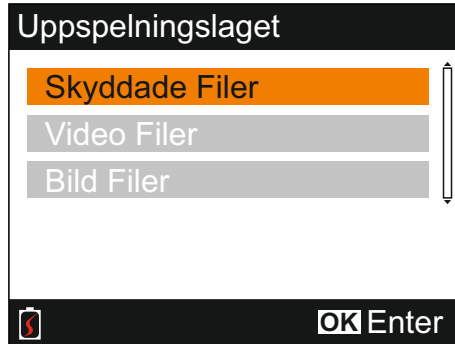 Uppspelningslaget
Skyddade Filer
Video Filer
Bild Filer
OK Enter